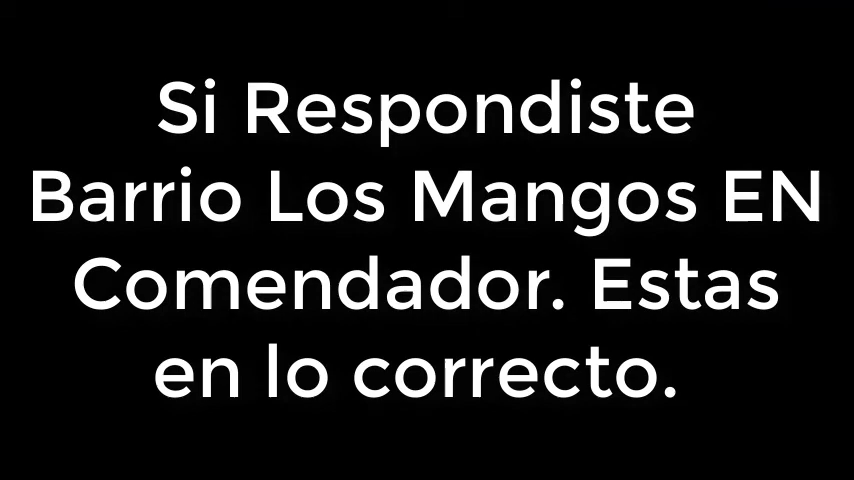 Si Respondiste
Barrio Los Mangos EN
Comendador. Estas
en lo correcto.